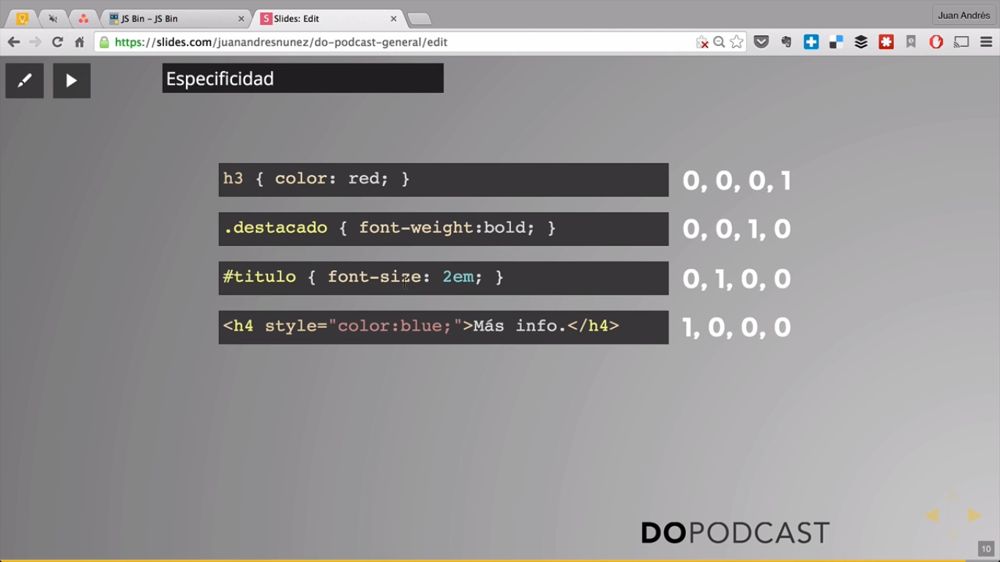 JS Bin – JS Bin
Slides: Edit
Juan Andrés
https://slides.com/juanandresnunez/do-podcast-general/edit
Especificidad
h3 { color: red; }
0, 0, 0, 1
.destacado { font-weight:bold; }
0, 0, 1, 0
#titulo { font-size: 2em; }
0, 1, 0, 0
<h4 style="color:blue;">Más info.</h4>
1, 0, 0, 0
DOPODCAST
10